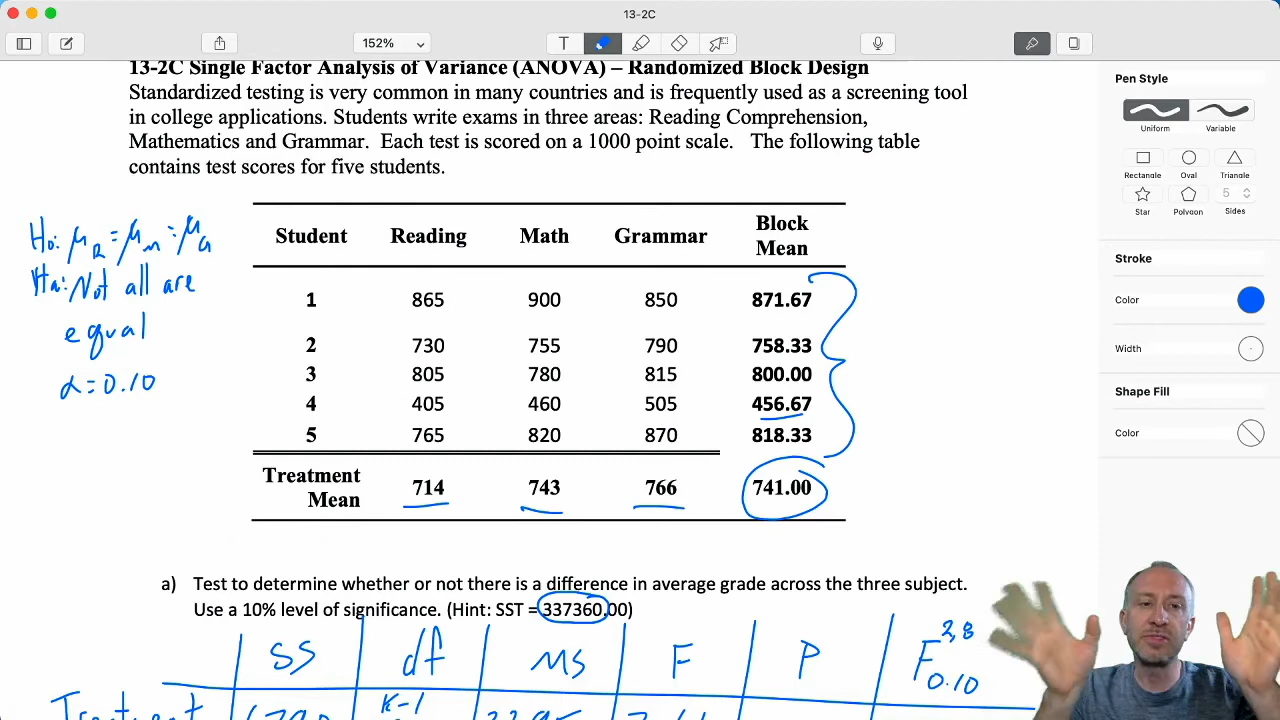 13-2C
152%
T
13-2C Single Factor Analysis of Variance (ANOVA) – Randomized Block Design
Standardized testing is very common in many countries and is frequently used as a screening tool
in college applications. Students write exams in three areas: Reading Comprehension,
Mathematics and Grammar. Each test is scored on a 1000 point scale. The following table
contains test scores for five students.
H0: μR = μM = μG
Ha: Not all are
equal
α = 0.10
Student Reading Math Grammar Block Mean
1 865 900 850 871.67
2 730 755 790 758.33
3 805 780 815 800.00
4 405 460 505 456.67
5 765 820 870 818.33
Treatment Mean 714 743 766 741.00
a) Test to determine whether or not there is a difference in average grade across the three subject.
Use a 10% level of significance. (Hint: SST = 337360.00)
SS df MS F P F 2,8 0.10
Treatment K-1
Pen Style
Uniform Variable
Rectangle Oval Triangle
5
Star Polygon Sides
Stroke
Color
Width
Shape Fill
Color